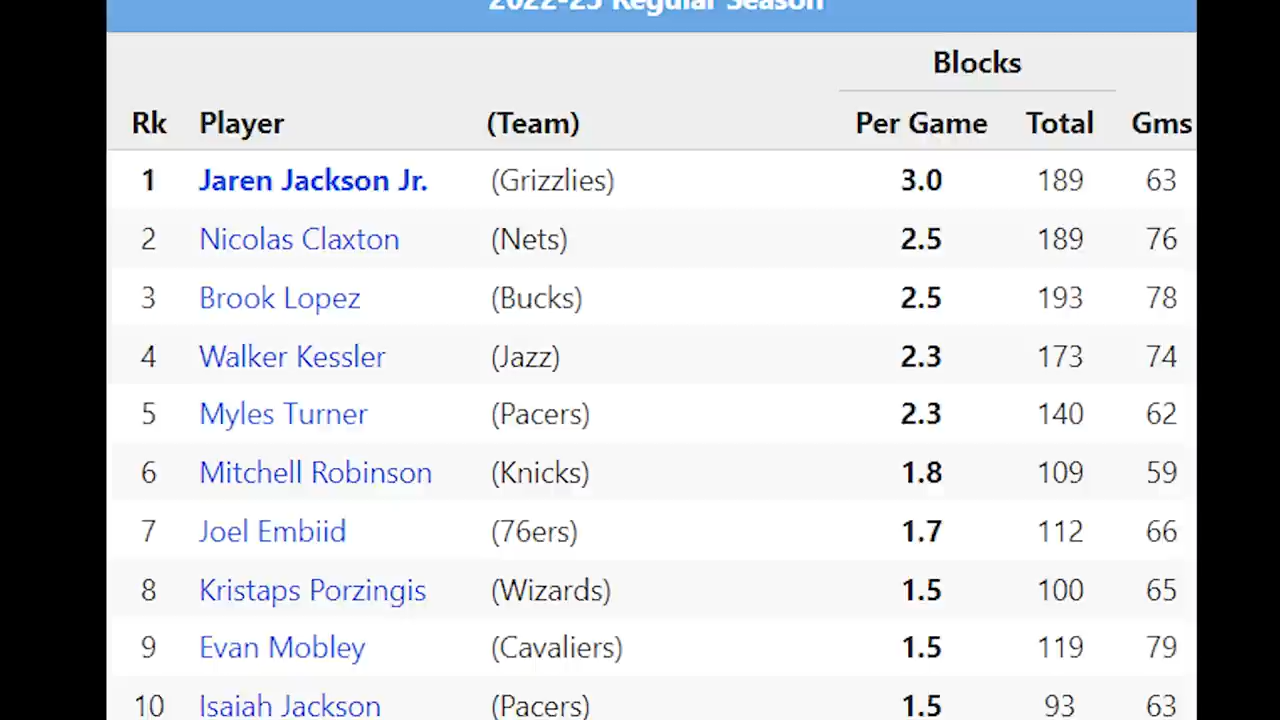 2022-23 Regular Season
Blocks
Rk Player (Team) Per Game Total Gms
1 Jaren Jackson Jr. (Grizzlies) 3.0 189 63
2 Nicolas Claxton (Nets) 2.5 189 76
3 Brook Lopez (Bucks) 2.5 193 78
4 Walker Kessler (Jazz) 2.3 173 74
5 Myles Turner (Pacers) 2.3 140 62
6 Mitchell Robinson (Knicks) 1.8 109 59
7 Joel Embiid (76ers) 1.7 112 66
8 Kristaps Porzingis (Wizards) 1.5 100 65
9 Evan Mobley (Cavaliers) 1.5 119 79
10 Isaiah Jackson (Pacers) 1.5 93 63